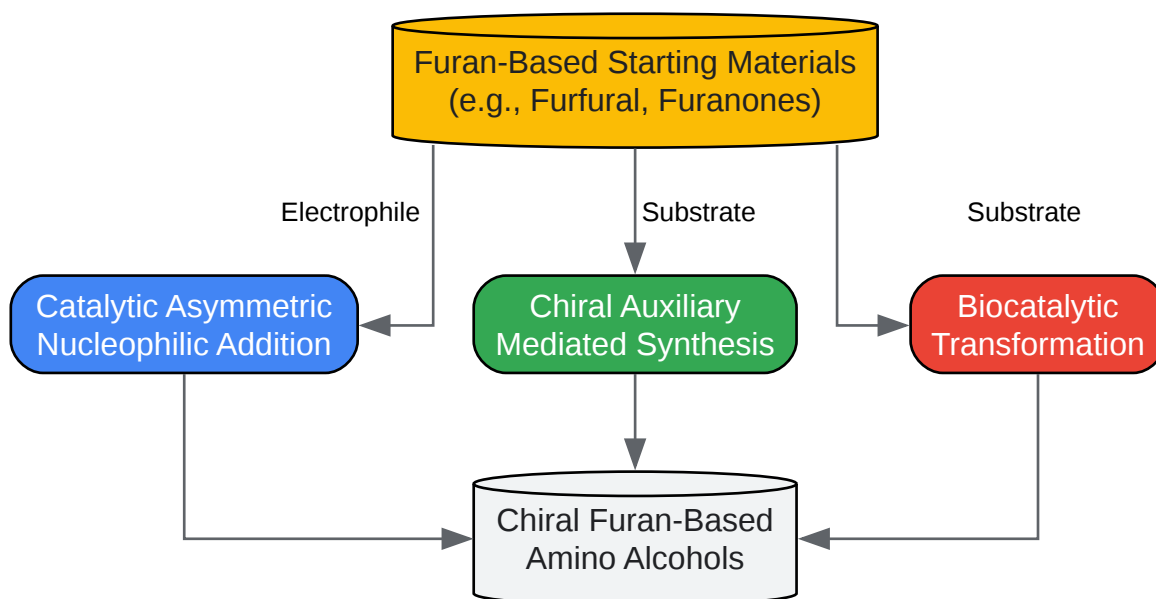 Furan-Based Starting Materials
(e.g., Furfural, Furanones)
Electrophile
Substrate
Substrate
Catalytic Asymmetric
Nucleophilic Addition
Chiral Auxiliary
Mediated Synthesis
Biocatalytic
Transformation
Chiral Furan-Based
Amino Alcohols